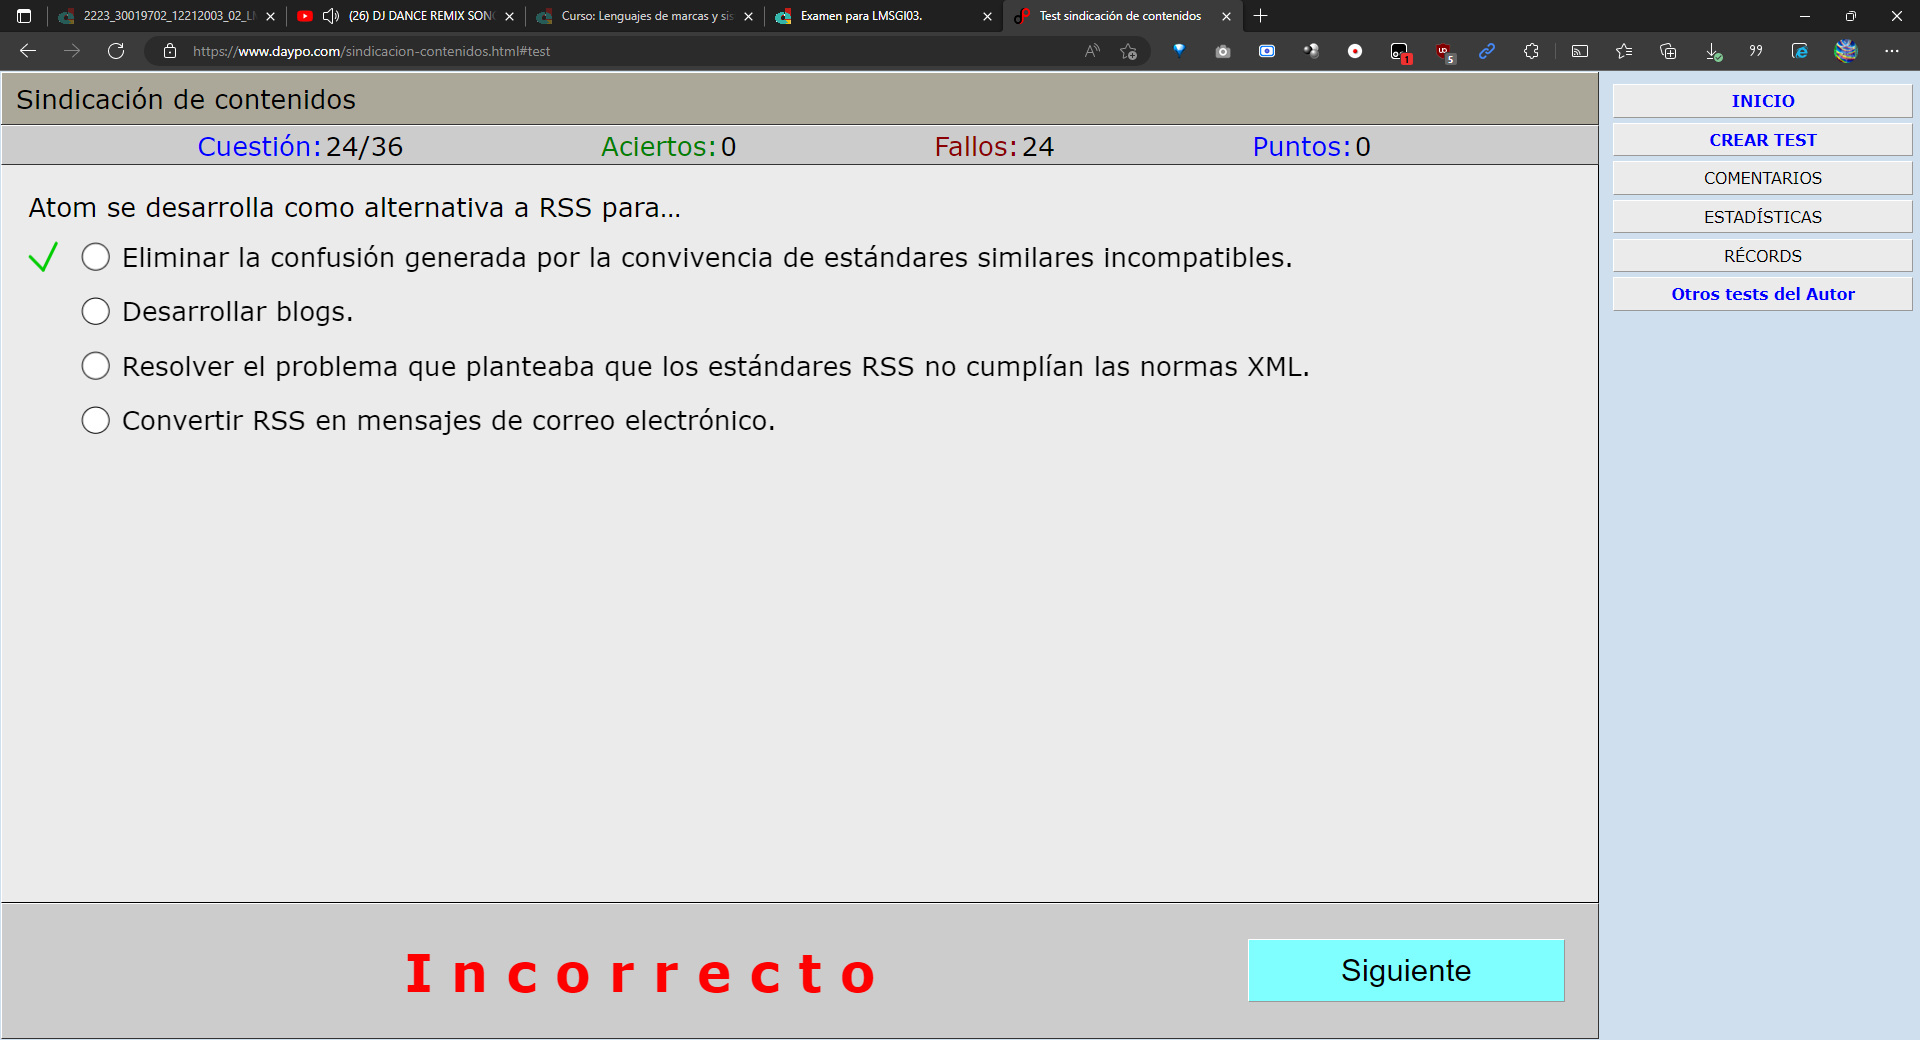 2223_30019702_12212003_02_L
(26) DJ DANCE REMIX SON
Curso: Lenguajes de marcas y sis
Examen para LMSGI03.
Test sindicación de contenidos
https://www.daypo.com/sindicacion-contenidos.html#test
1
5
Sindicación de contenidos
Cuestión: 24/36 Aciertos: 0 Fallos: 24 Puntos: 0
Atom se desarrolla como alternativa a RSS para...
Eliminar la confusión generada por la convivencia de estándares similares incompatibles.
Desarrollar blogs.
Resolver el problema que planteaba que los estándares RSS no cumplían las normas XML.
Convertir RSS en mensajes de correo electrónico.
Incorrecto
Siguiente
INICIO
CREAR TEST
COMENTARIOS
ESTADÍSTICAS
RÉCORDS
Otros tests del Autor